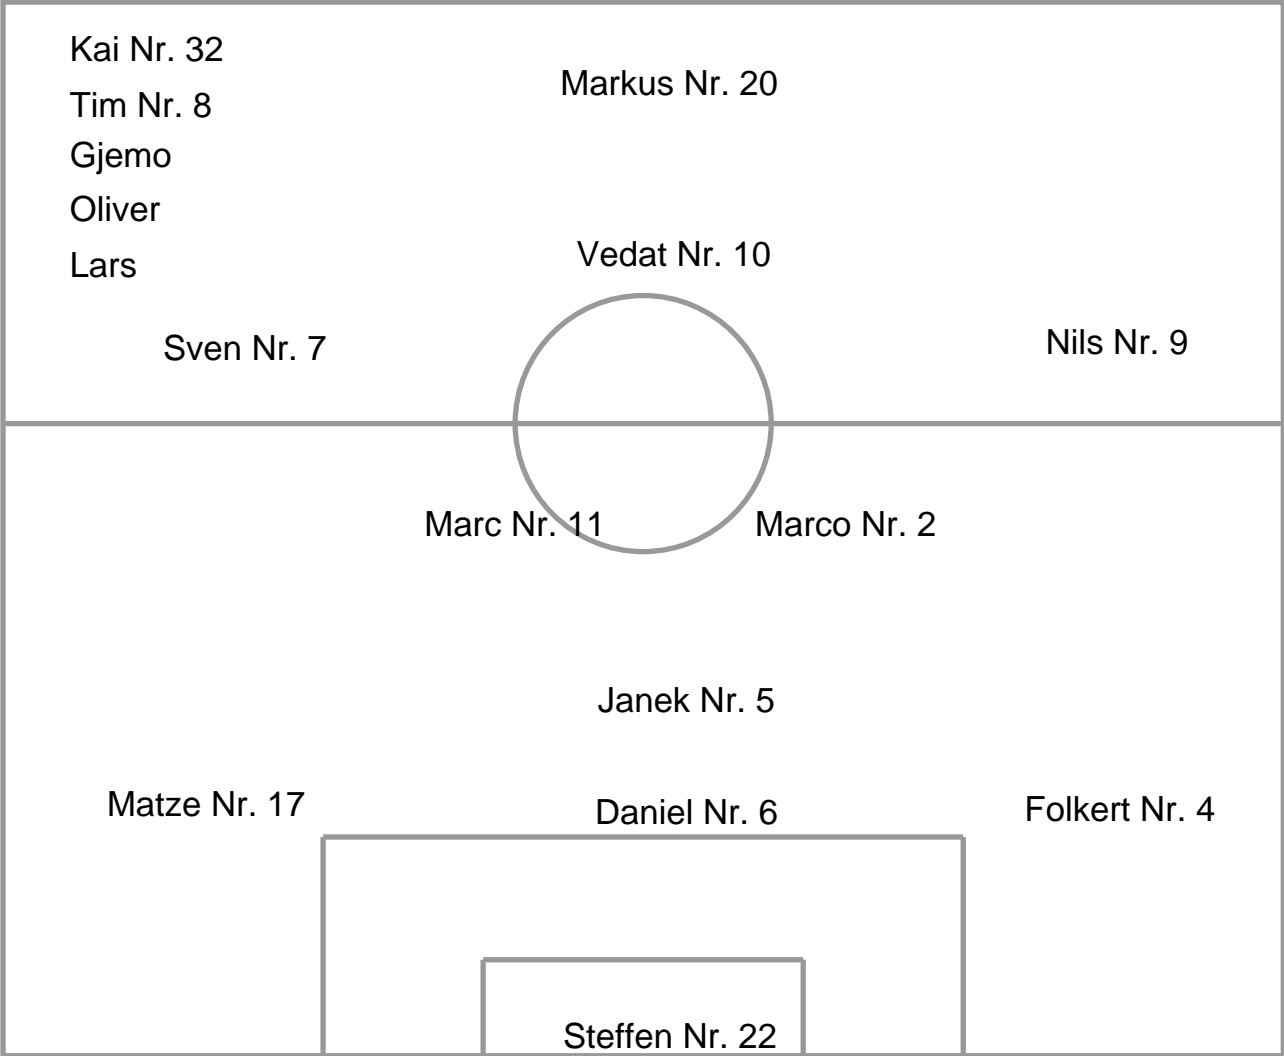 Kai Nr. 32
Markus Nr. 20
Tim Nr. 8
Gjemo
Oliver
Vedat Nr. 10
Lars
Sven Nr. 7
Nils Nr. 9
Marc Nr. 11
Marco Nr. 2
Janek Nr. 5
Matze Nr. 17
Daniel Nr. 6
Folkert Nr. 4
Steffen Nr. 22